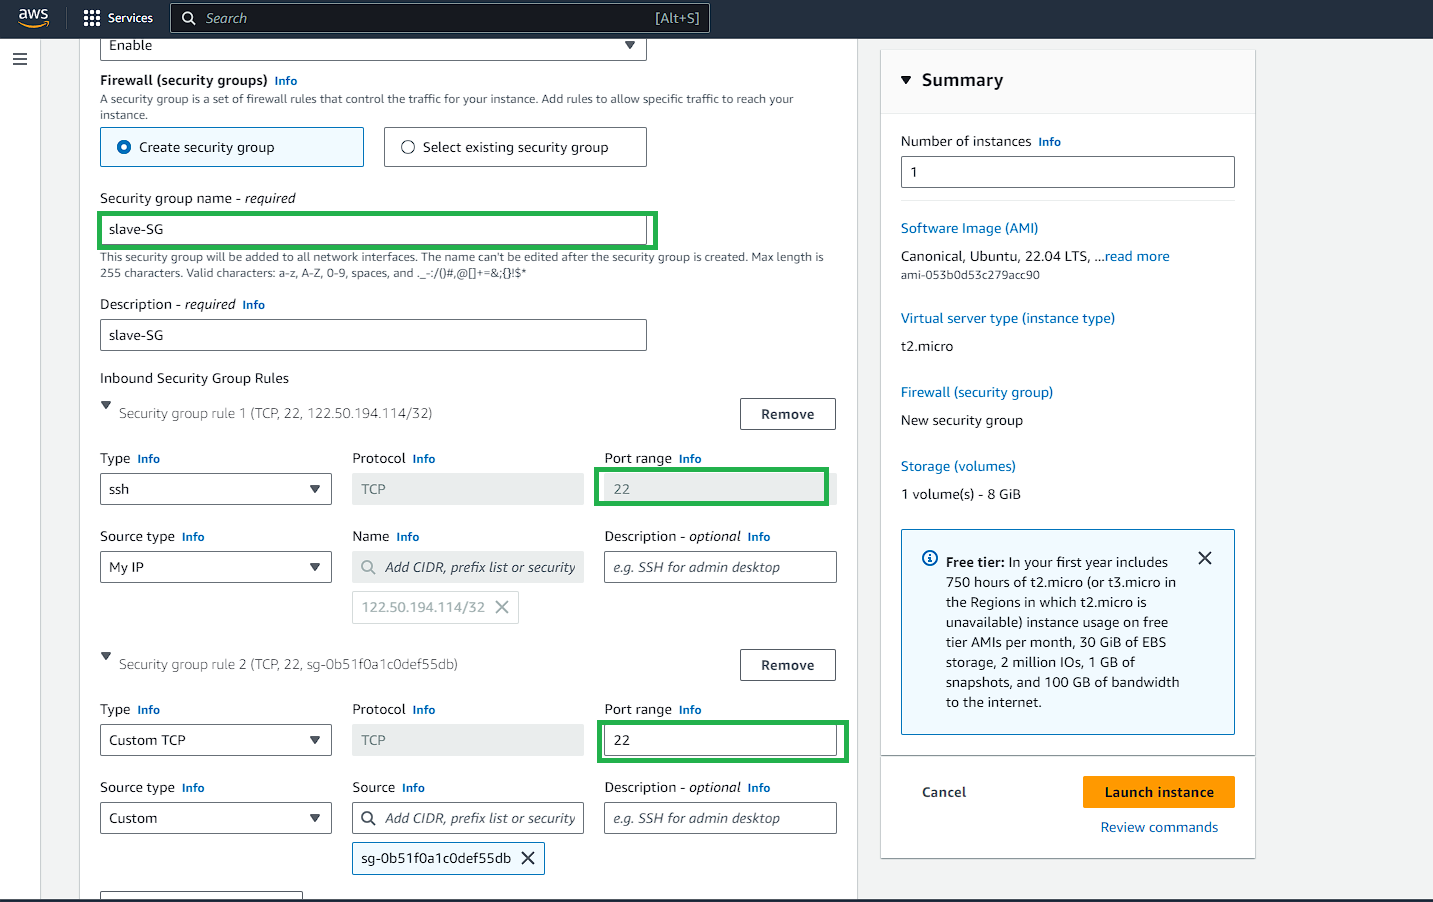 aws
Services
Search
[Alt+S]
Enable
Firewall (security groups) Info
A security group is a set of firewall rules that control the traffic for your instance. Add rules to allow specific traffic to reach your
instance.
Create security group
Select existing security group
Security group name - required
slave-SG
This security group will be added to all network interfaces. The name can't be edited after the security group is created. Max length is
255 characters. Valid characters: a-z, A-Z, 0-9, spaces, and ._-:/()#,@[]+=&;{}!$*
Description - required Info
slave-SG
Inbound Security Group Rules
Security group rule 1 (TCP, 22, 122.50.194.114/32)
Remove
Type Info
Protocol Info
Port range Info
ssh
TCP
22
Source type Info
Name Info
Description - optional Info
My IP
Add CIDR, prefix list or security
e.g. SSH for admin desktop
122.50.194.114/32
Security group rule 2 (TCP, 22, sg-0b51f0a1c0def55db)
Remove
Type Info
Protocol Info
Port range Info
Custom TCP
TCP
22
Source type Info
Source Info
Description - optional Info
Custom
Add CIDR, prefix list or security
e.g. SSH for admin desktop
sg-0b51f0a1c0def55db
Summary
Number of instances Info
1
Software Image (AMI)
Canonical, Ubuntu, 22.04 LTS, ...read more
ami-053b0d53c279acc90
Virtual server type (instance type)
t2.micro
Firewall (security group)
New security group
Storage (volumes)
1 volume(s) - 8 GiB
Free tier: In your first year includes
750 hours of t2.micro (or t3.micro in
the Regions in which t2.micro is
unavailable) instance usage on free
tier AMIs per month, 30 GiB of EBS
storage, 2 million IOs, 1 GB of
snapshots, and 100 GB of bandwidth
to the internet.
Cancel
Launch instance
Review commands